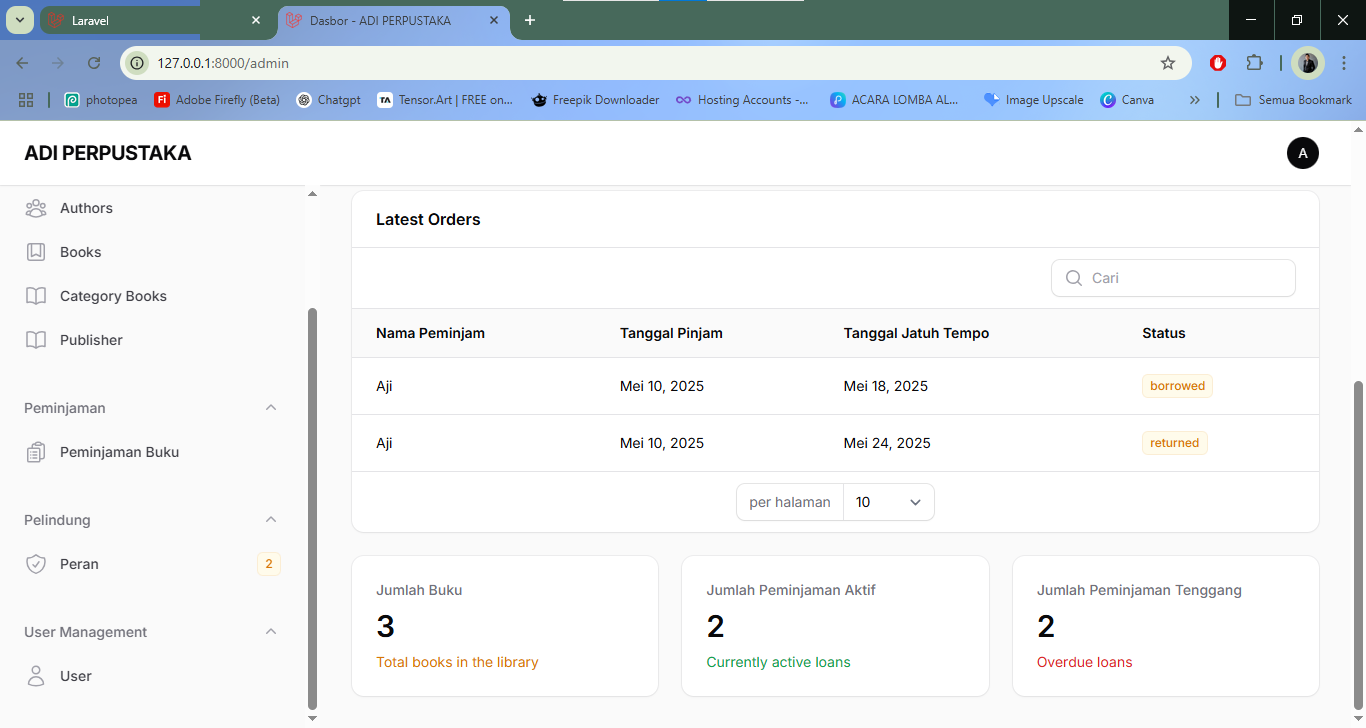 Laravel
Dasbor - ADI PERPUSTAKA
127.0.0.1:8000/admin
photopea
Adobe Firefly (Beta)
Chatgpt
TA
Tensor.Art | FREE on...
Freepik Downloader
Hosting Accounts -...
ACARA LOMBA AL...
Image Upscale
Canva
Semua Bookmark
ADI PERPUSTAKA
A
Authors
Books
Category Books
Publisher
Peminjaman
Peminjaman Buku
Pelindung
Peran 2
User Management
User
Latest Orders
Cari
Nama Peminjam Tanggal Pinjam Tanggal Jatuh Tempo Status
Aji Mei 10, 2025 Mei 18, 2025 borrowed
Aji Mei 10, 2025 Mei 24, 2025 returned
per halaman 10
Jumlah Buku
3
Total books in the library
Jumlah Peminjaman Aktif
2
Currently active loans
Jumlah Peminjaman Tenggang
2
Overdue loans